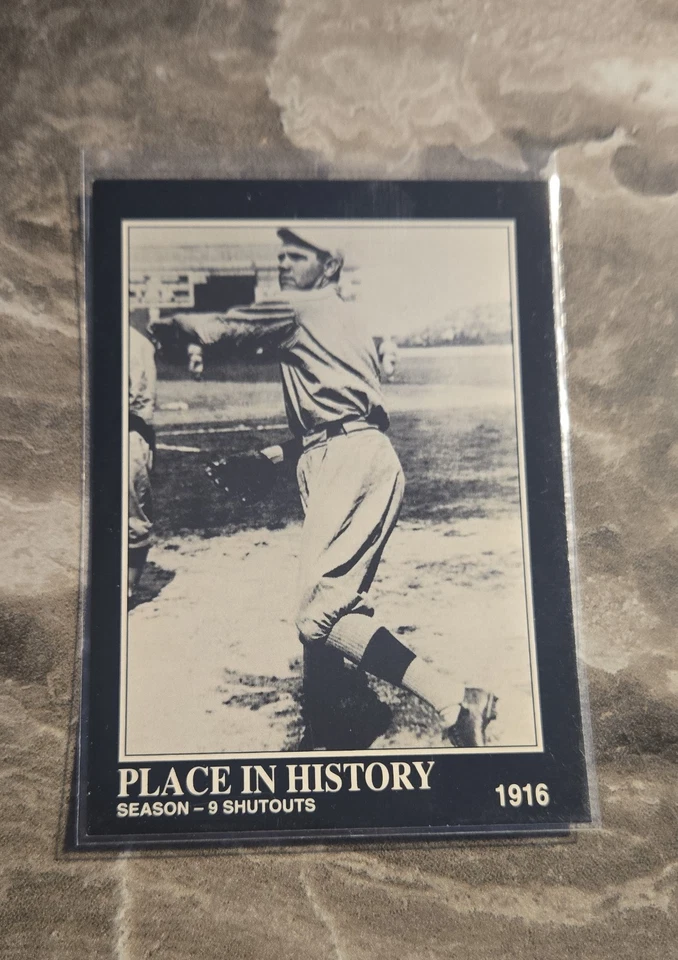 PLACE IN HISTORY
SEASON – 9 SHUTOUTS
1916